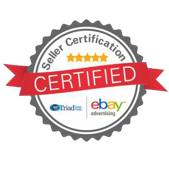 Seller Certification
CERTIFIED
Triad
ebay
advertising